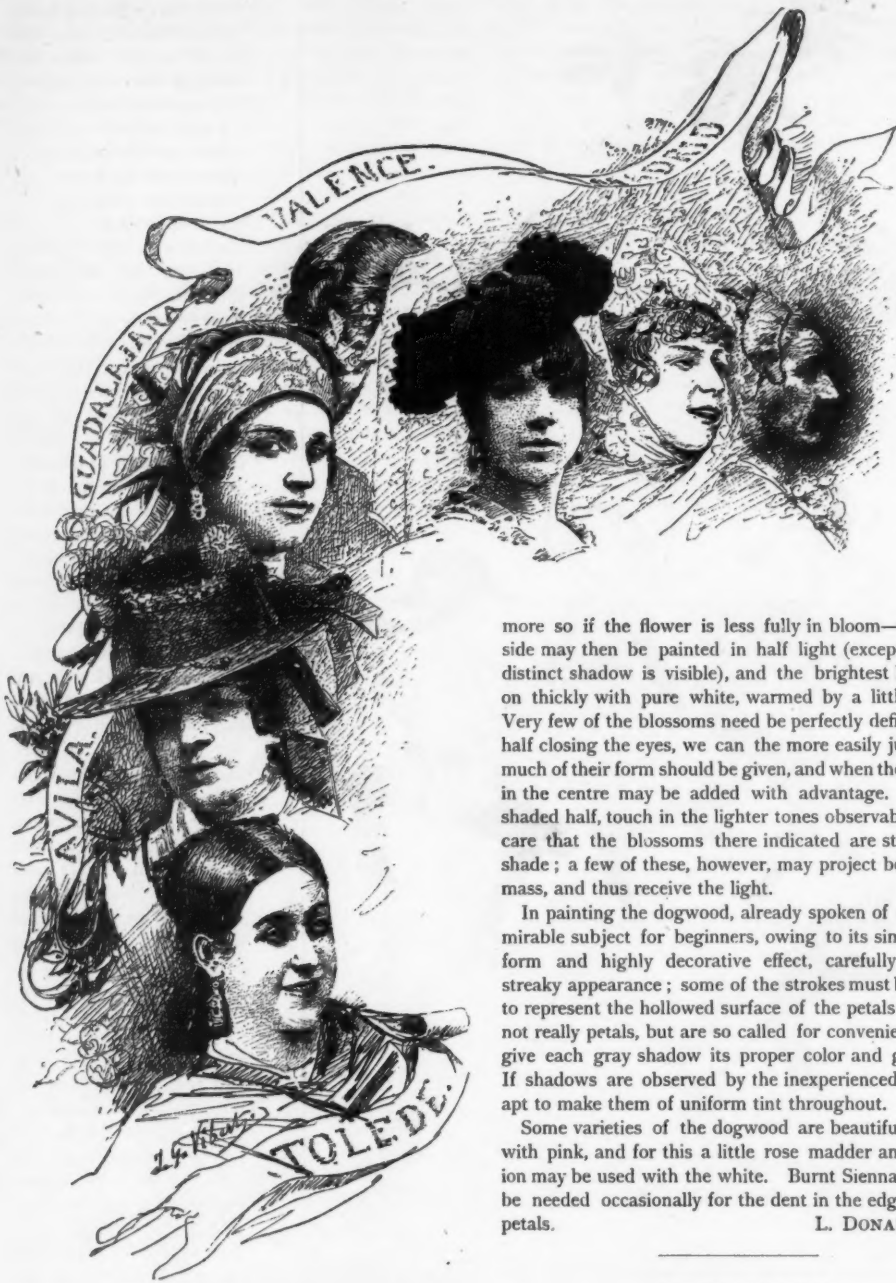 VALENCE.
GUADALAJARA
AVILA.
TOLEDE.
more so if the flower is less fully in bloom—
side may then be painted in half light (excep
distinct shadow is visible), and the brightest
on thickly with pure white, warmed by a littl
Very few of the blossoms need be perfectly defi
half closing the eyes, we can the more easily j
much of their form should be given, and when the
in the centre may be added with advantage.
shaded half, touch in the lighter tones observab
care that the blossoms there indicated are st
shade ; a few of these, however, may project be
mass, and thus receive the light.
In painting the dogwood, already spoken of
mirable subject for beginners, owing to its sin
form and highly decorative effect, carefully
streaky appearance ; some of the strokes must
to represent the hollowed surface of the petals
not really petals, but are so called for convenie
give each gray shadow its proper color and g
If shadows are observed by the inexperienced
apt to make them of uniform tint throughout.
Some varieties of the dogwood are beautifu
with pink, and for this a little rose madder an
ion may be used with the white. Burnt Sienna
be needed occasionally for the dent in the edg
petals. L. DONA